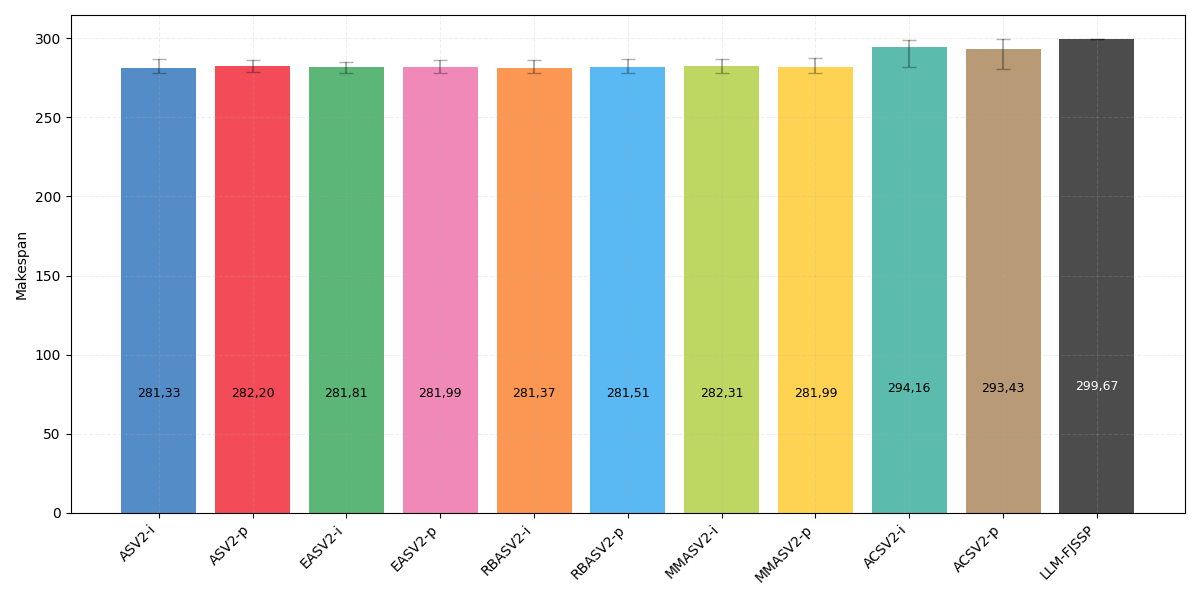 300
250
200
150
100
50
0
Makespan
281,33
282,20
281,81
281,99
281,37
281,51
282,31
281,99
294,16
293,43
299,67
ASV2-i
ASV2-p
EASV2-i
EASV2-p
RBASV2-i
RBASV2-p
MMASV2-i
MMASV2-p
ACSV2-i
ACSV2-p
LLM-FJSSP